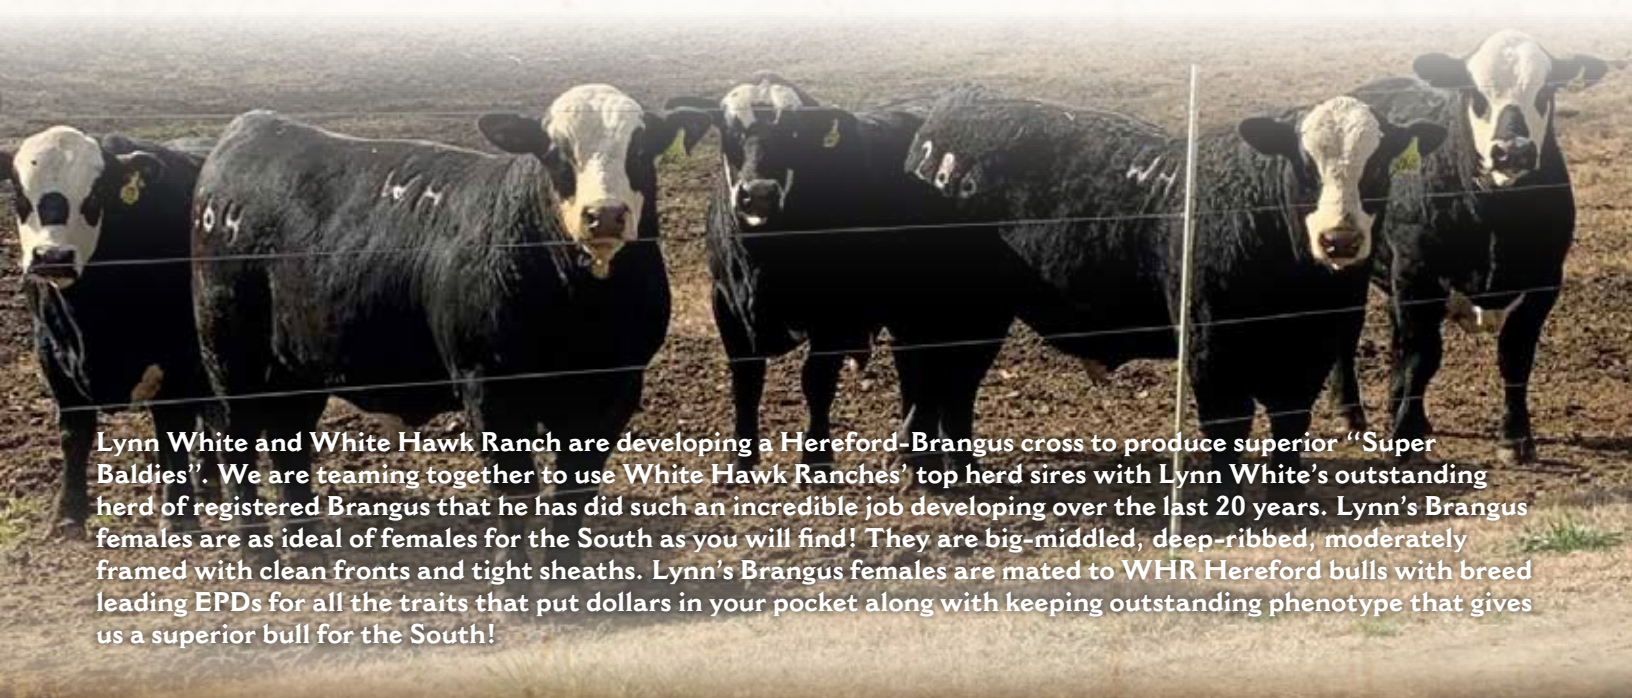 04
WH
WH
Lynn White and White Hawk Ranch are developing a Hereford-Brangus cross to produce superior “Super
Baldies”. We are teaming together to use White Hawk Ranches’ top herd sires with Lynn White’s outstanding
herd of registered Brangus that he has did such an incredible job developing over the last 20 years. Lynn’s Brangus
females are as ideal of females for the South as you will find! They are big-middled, deep-ribbed, moderately
framed with clean fronts and tight sheaths. Lynn’s Brangus females are mated to WHR Hereford bulls with breed
leading EPDs for all the traits that put dollars in your pocket along with keeping outstanding phenotype that gives
us a superior bull for the South!